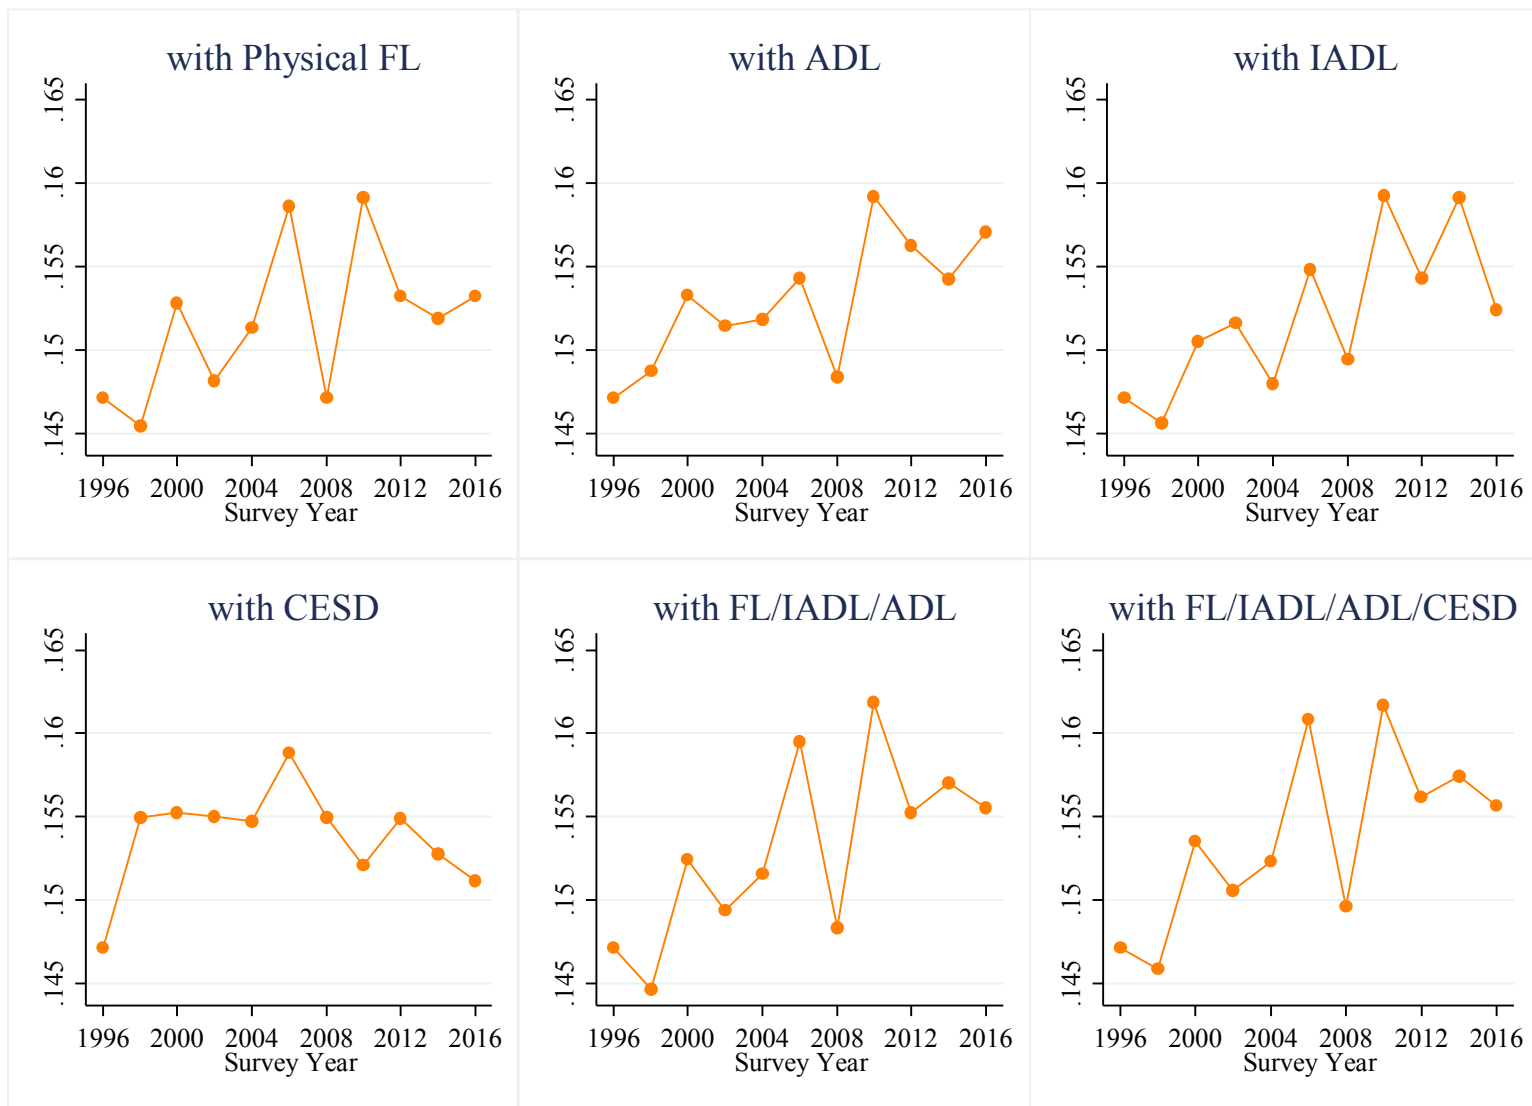 with Physical FL
.165
.16
.155
.15
.145
1996 2000 2004 2008 2012 2016
Survey Year
with ADL
.165
.16
.155
.15
.145
1996 2000 2004 2008 2012 2016
Survey Year
with IADL
.165
.16
.155
.15
.145
1996 2000 2004 2008 2012 2016
Survey Year
with CESD
.165
.16
.155
.15
.145
1996 2000 2004 2008 2012 2016
Survey Year
with FL/IADL/ADL
.165
.16
.155
.15
.145
1996 2000 2004 2008 2012 2016
Survey Year
with FL/IADL/ADL/CESD
.165
.16
.155
.15
.145
1996 2000 2004 2008 2012 2016
Survey Year